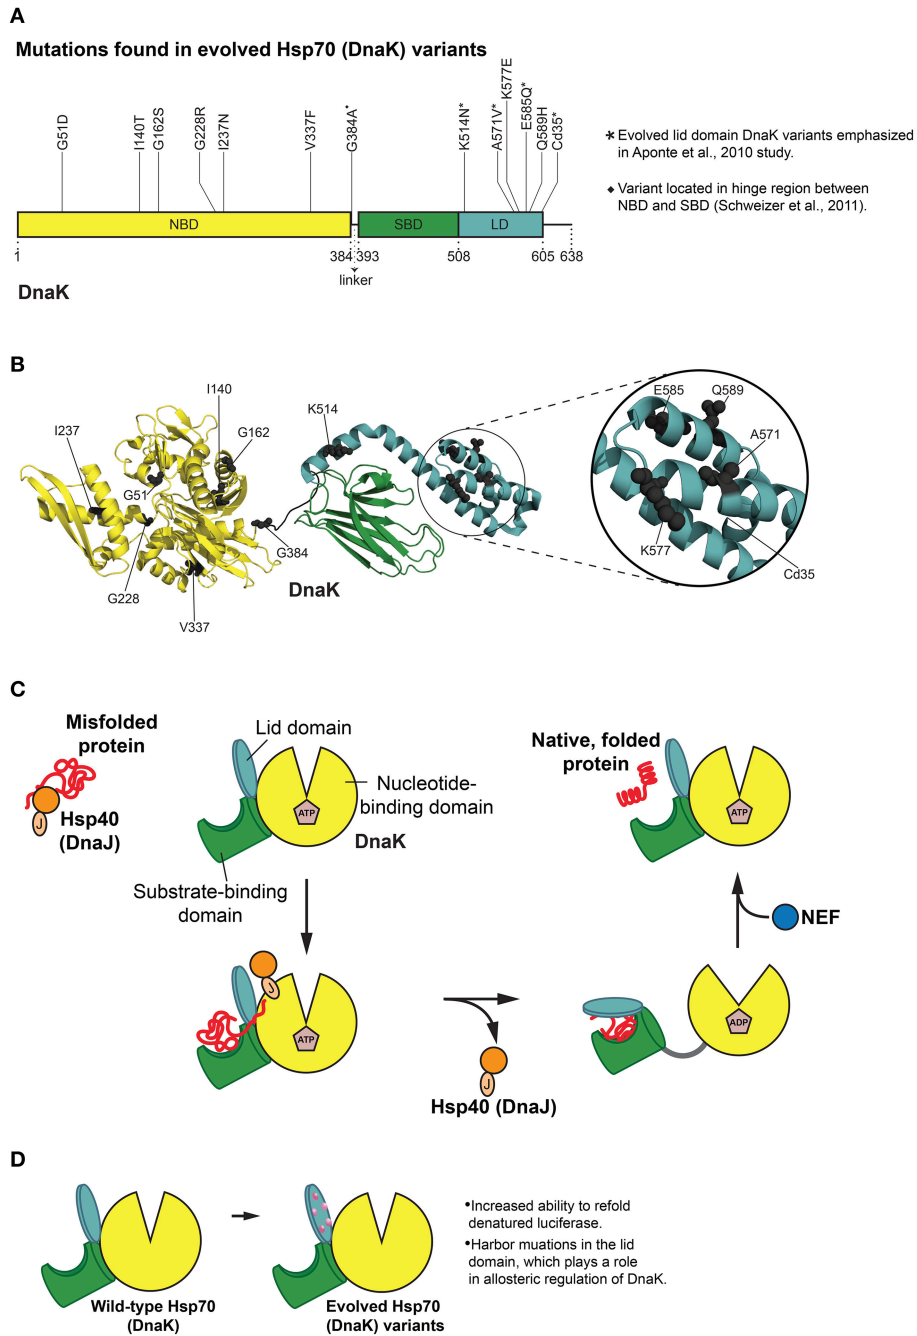 A
Mutations found in evolved Hsp70 (DnaK) variants
G51D
I140T
G162S
G228R
I237N
V337F
G384A◆
K514N*
A571V*
K577E
E585Q*
Q589H
Cd35*
* Evolved lid domain DnaK variants emphasized
in Aponte et al., 2010 study.
◆ Variant located in hinge region between
NBD and SBD (Schweizer et al., 2011).
NBD
SBD
LD
1
384
393
508
605
638
linker
DnaK
B
I140
I237
G162
G51
G228
V337
G384
K514
DnaK
E585
Q589
A571
K577
Cd35
C
Misfolded
protein
J
Hsp40
(DnaJ)
Lid domain
Nucleotide-
binding domain
ATP
DnaK
Substrate-binding
domain
Native, folded
protein
ATP
NEF
J
ATP
J
Hsp40 (DnaJ)
ADP
D
Wild-type Hsp70
(DnaK)
Evolved Hsp70
(DnaK) variants
•Increased ability to refold
denatured luciferase.
•Harbor muations in the lid
domain, which plays a role
in allosteric regulation of DnaK.